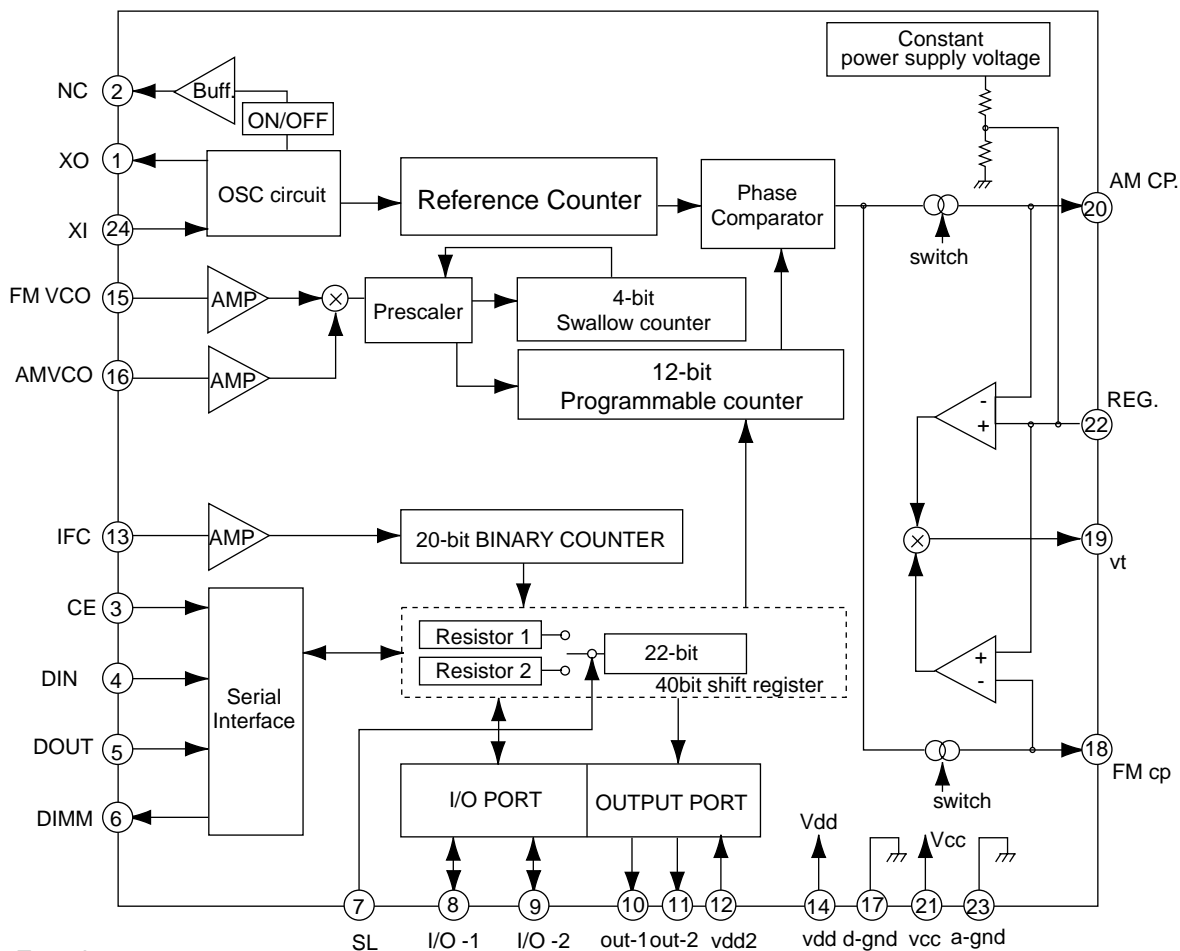 Constant
power supply voltage
NC
2
Buff.
ON/OFF
XO
1
OSC circuit
Reference Counter
Phase
Comparator
AM CP.
20
XI
24
switch
FM VCO
15
AMP
×
Prescaler
4-bit
Swallow counter
AMVCO
16
AMP
12-bit
Programmable counter
-
+
REG.
22
IFC
13
AMP
20-bit BINARY COUNTER
×
19
vt
CE
3
Resistor 1
Resistor 2
22-bit
40bit shift register
DIN
4
Serial
Interface
+
-
DOUT
5
18
FM cp
I/O PORT
OUTPUT PORT
switch
DIMM
6
Vdd
Vcc
7
8
9
10
11
12
14
17
21
23
SL
I/O -1
I/O -2
out-1
out-2
vdd2
vdd
d-gnd
vcc
a-gnd